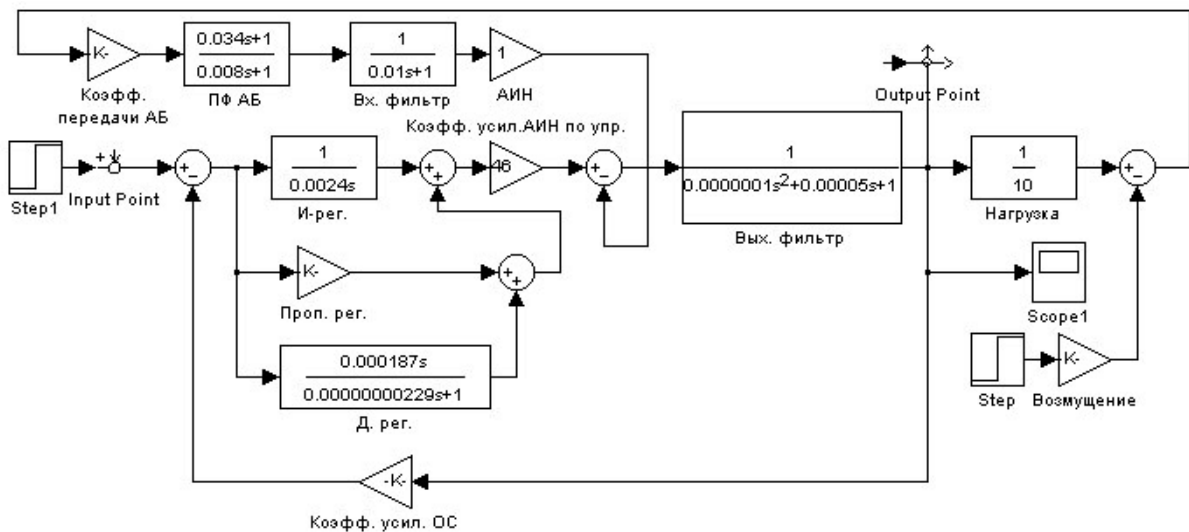 K-
0.034s+1
0.008s+1
1
0.01s+1
1
Коэфф.
передачи АБ
ПФ АБ
Вх. фильтр
АИН
Output Point
Коэфф. усил.АИН по упр.
Step1
Input Point
1
0.0024s
И-рег.
46
1
0.0000001s²+0.00005s+1
Вых. фильтр
1
10
Нагрузка
K-
Проп. рег.
Scope1
0.000187s
0.00000000229s+1
Д. рег.
Step
K-
Возмущение
-K-
Коэфф. усил. ОС